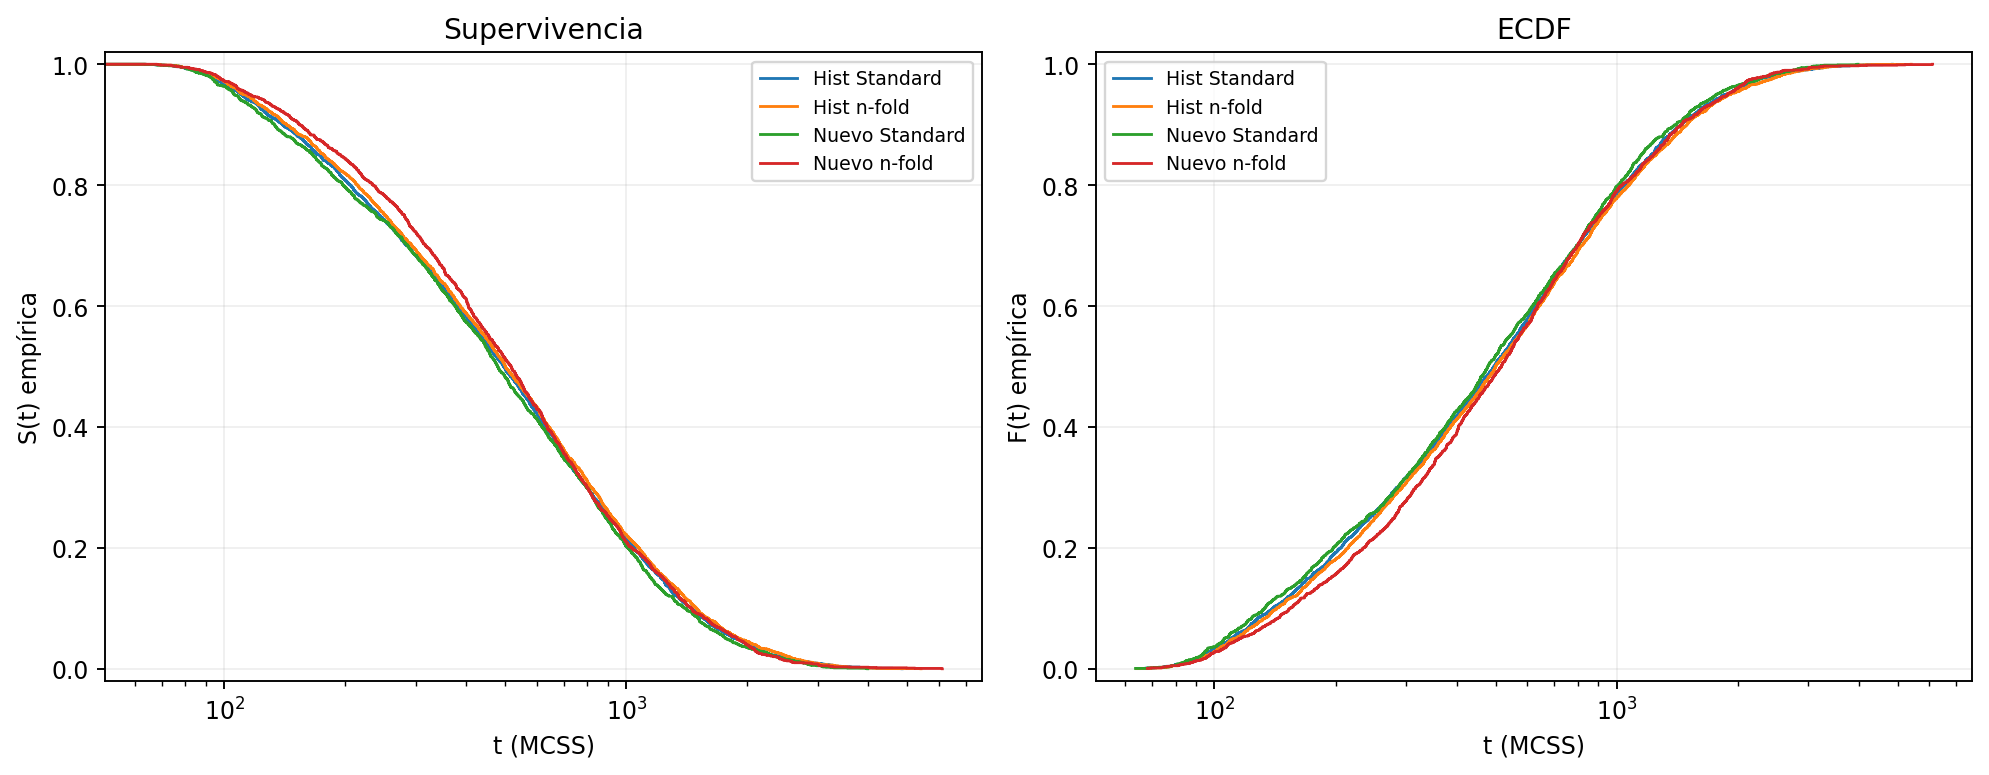 Supervivencia
S(t) empírica
1.0
0.8
0.6
0.4
0.2
0.0
Hist Standard
Hist n-fold
Nuevo Standard
Nuevo n-fold
10²
10³
t (MCSS)
ECDF
F(t) empírica
1.0
0.8
0.6
0.4
0.2
0.0
Hist Standard
Hist n-fold
Nuevo Standard
Nuevo n-fold
10²
10³
t (MCSS)